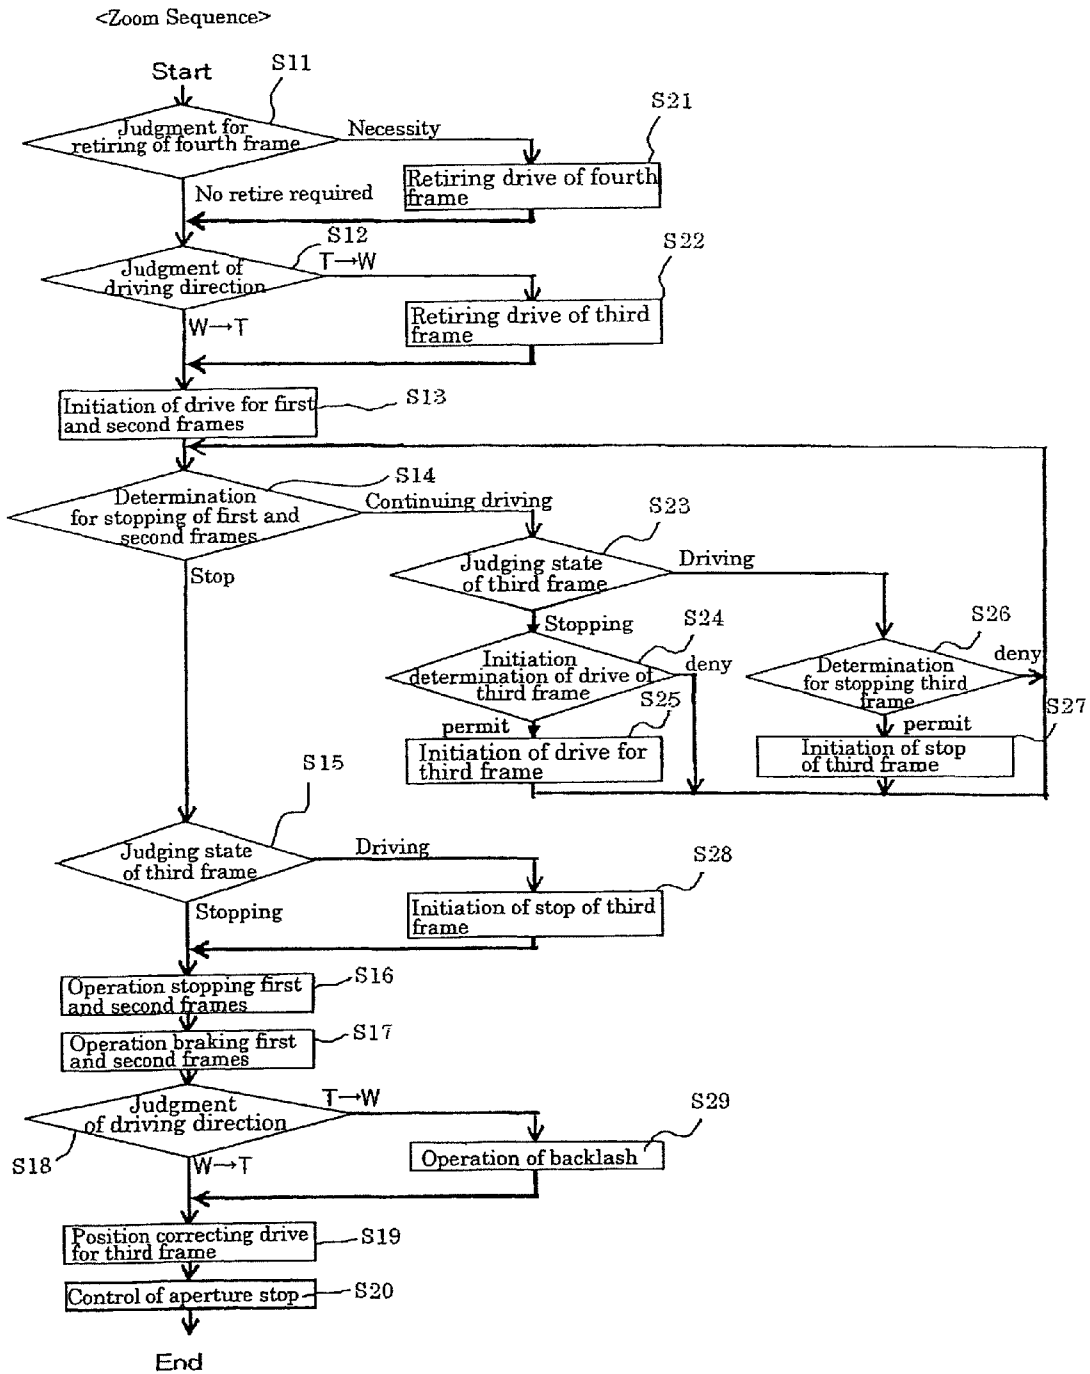 <Zoom Sequence>
Start
S11
Judgment for
retiring of fourth frame
Necessity
S21
Retiring drive of fourth
frame
No retire required
S12
Judgment of
driving direction
T→W
S22
Retiring drive of third
frame
W→T
Initiation of drive for first
and second frames
S13
S14
Determination
for stopping of first and
second frames
Continuing driving
Stop
S23
Judging state
of third frame
Driving
Stopping
S24
Initiation
determination of drive of
third frame
deny
permit
S25
Initiation of drive for
third frame
S26
Determination
for stopping third
frame
deny
permit
S27
Initiation of stop
of third frame
S15
Judging state
of third frame
Driving
Stopping
S28
Initiation of stop of third
frame
Operation stopping first
and second frames
S16
Operation braking first
and second frames
S17
Judgment
of driving direction
S18
T→W
W→T
S29
Operation of backlash
Position correcting drive
for third frame
S19
Control of aperture stop
S20
End